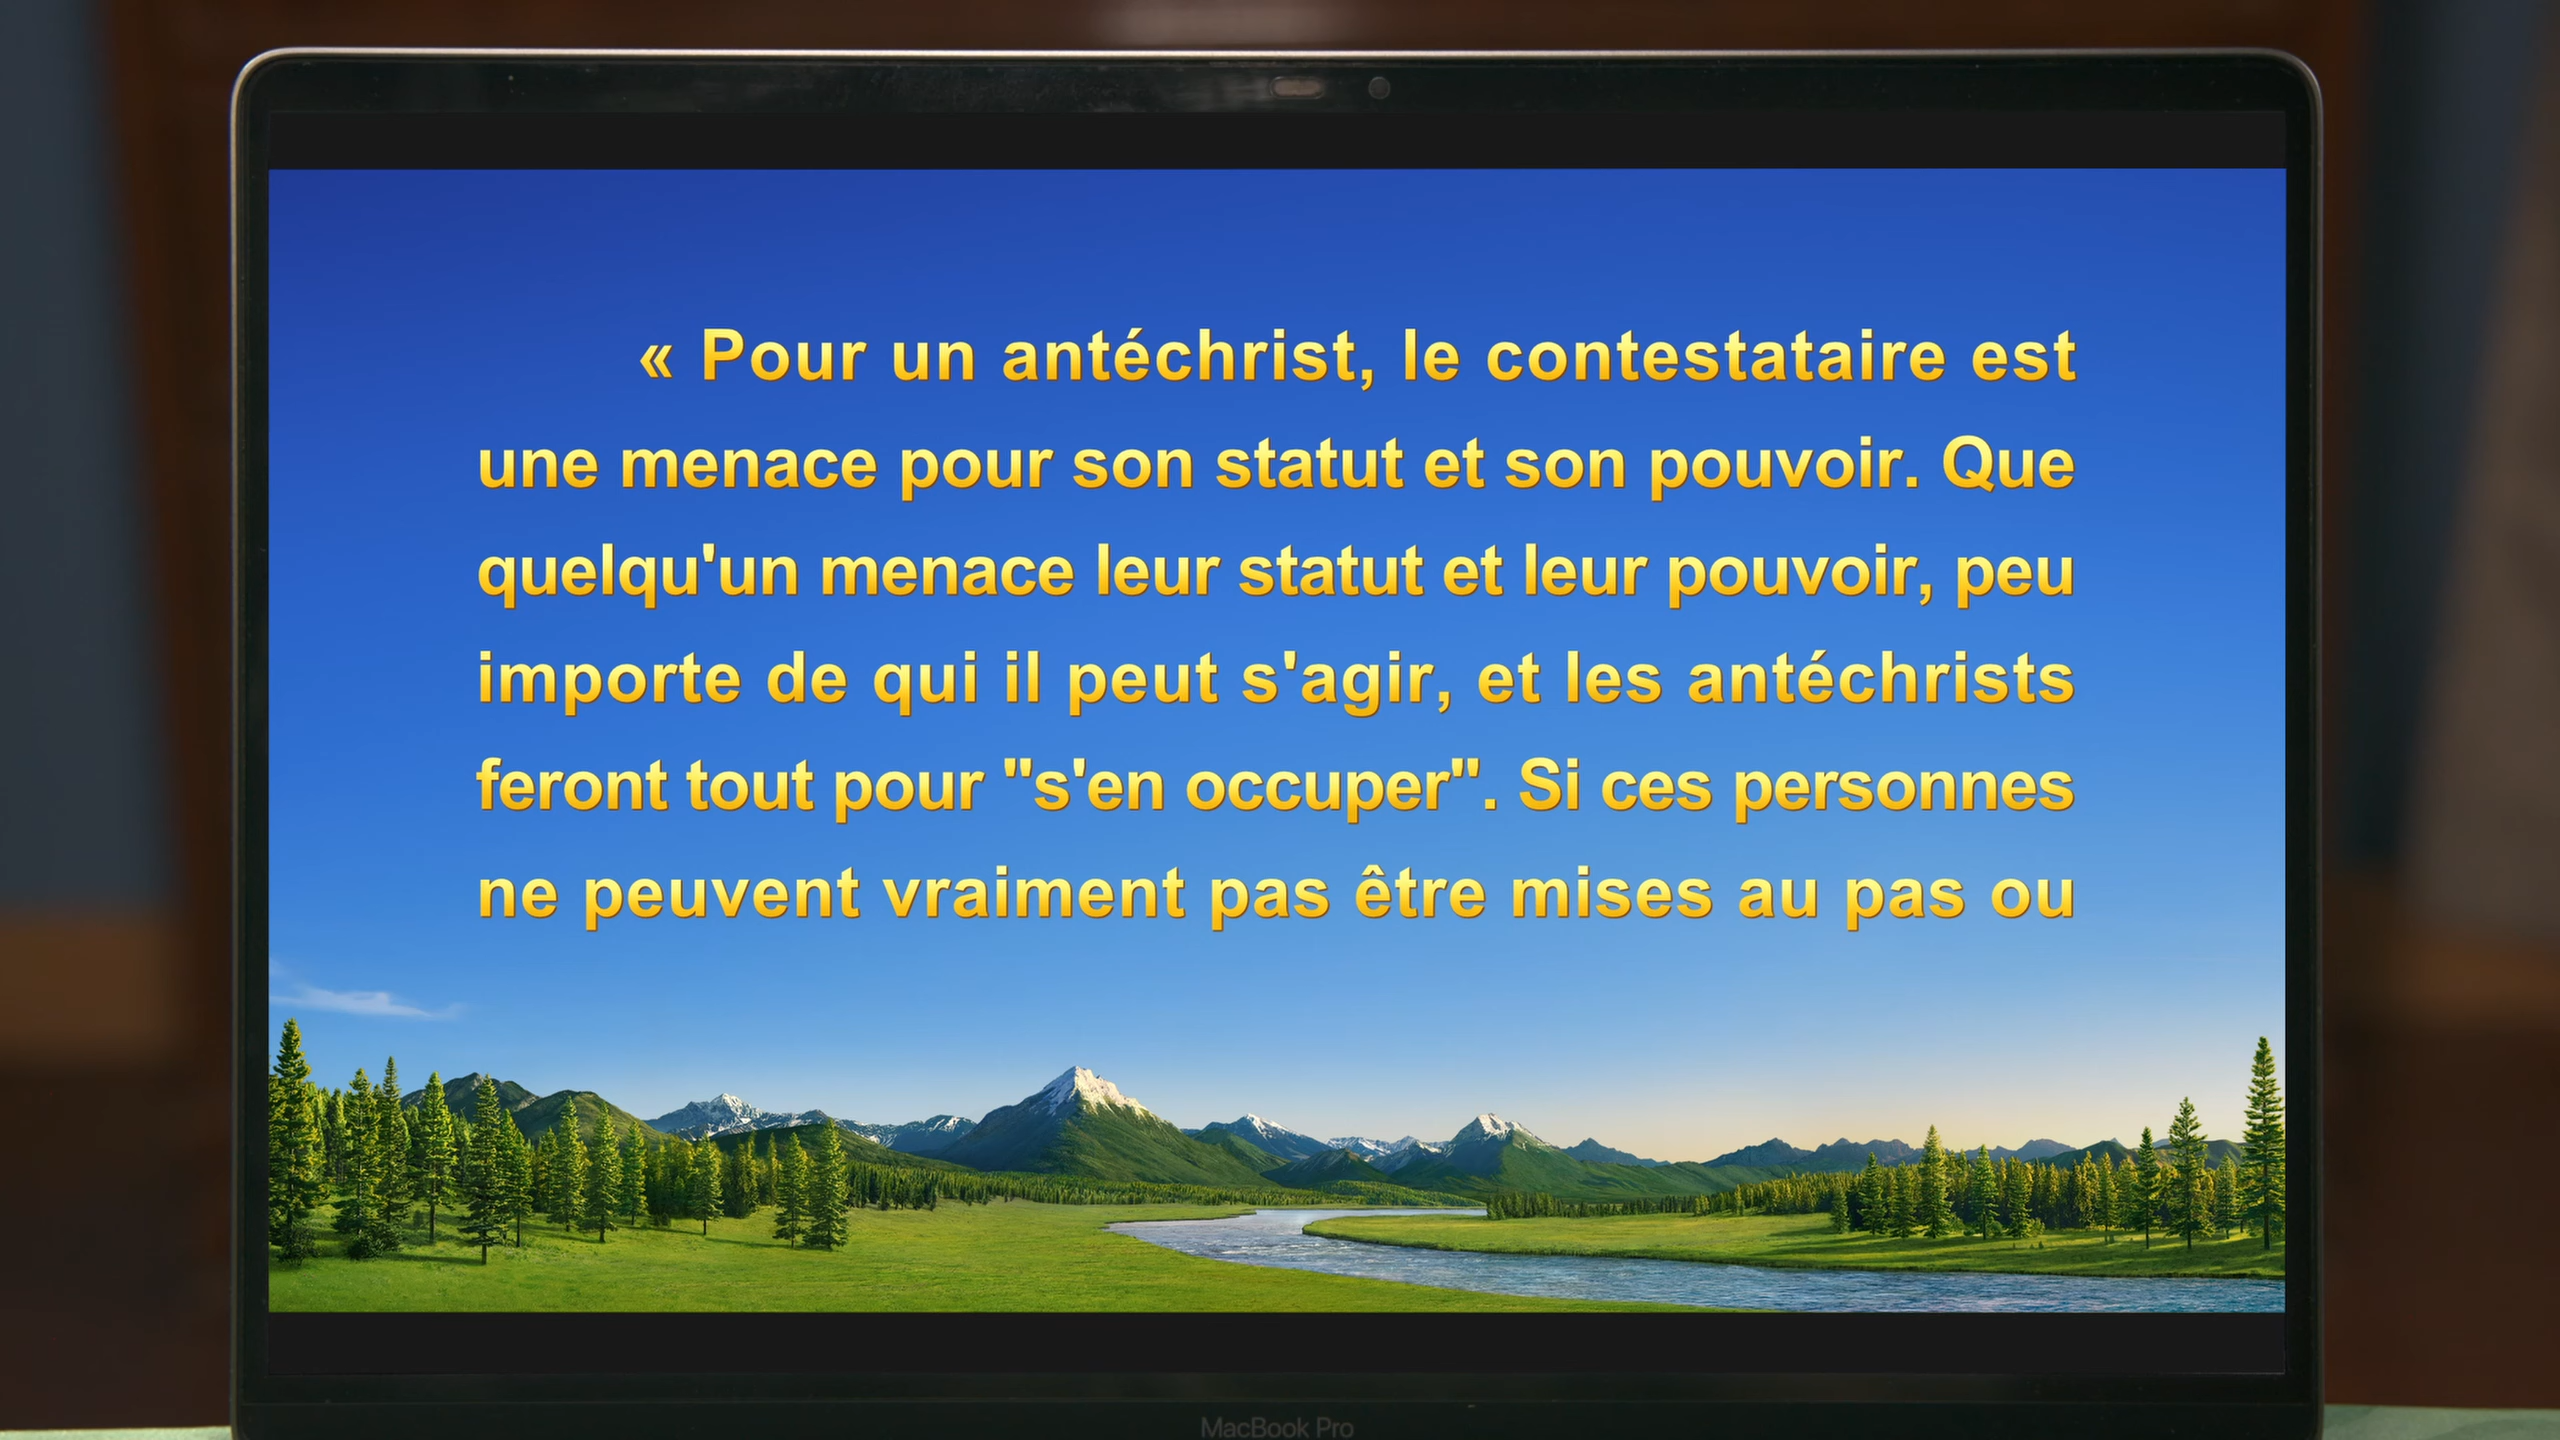 « Pour un antéchrist, le contestataire est
une menace pour son statut et son pouvoir. Que
quelqu'un menace leur statut et leur pouvoir, peu
importe de qui il peut s'agir, et les antéchrists
feront tout pour "s'en occuper". Si ces personnes
ne peuvent vraiment pas être mises au pas ou
MacBook Pro